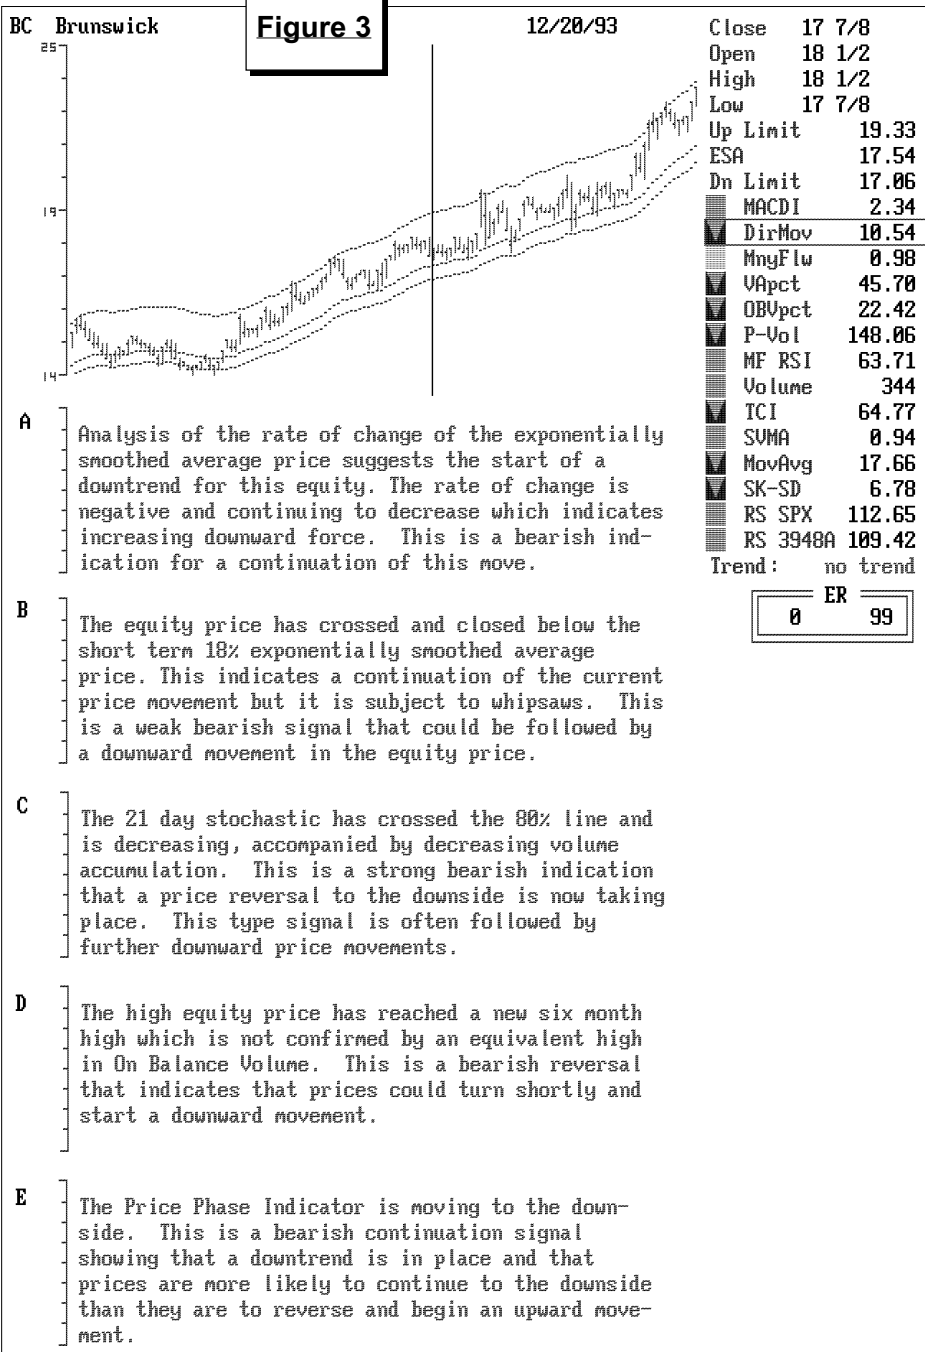 BC Brunswick
Figure 3
12/20/93
25
19
14
Close 17 7/8
Open 18 1/2
High 18 1/2
Low 17 7/8
Up Limit 19.33
ESA 17.54
Dn Limit 17.06
MACDI 2.34
DirMov 10.54
MnyFlw 0.98
VApct 45.70
OBVpct 22.42
P-Vol 148.06
MF RSI 63.71
Volume 344
TCI 64.77
SVMA 0.94
MovAvg 17.66
SK-SD 6.78
RS SPX 112.65
RS 3948A 109.42
Trend: no trend
ER
0 99
A
Analysis of the rate of change of the exponentially
smoothed average price suggests the start of a
downtrend for this equity. The rate of change is
negative and continuing to decrease which indicates
increasing downward force. This is a bearish ind-
ication for a continuation of this move.
B
The equity price has crossed and closed below the
short term 18% exponentially smoothed average
price. This indicates a continuation of the current
price movement but it is subject to whipsaws. This
is a weak bearish signal that could be followed by
a downward movement in the equity price.
C
The 21 day stochastic has crossed the 80% line and
is decreasing, accompanied by decreasing volume
accumulation. This is a strong bearish indication
that a price reversal to the downside is now taking
place. This type signal is often followed by
further downward price movements.
D
The high equity price has reached a new six month
high which is not confirmed by an equivalent high
in On Balance Volume. This is a bearish reversal
that indicates that prices could turn shortly and
start a downward movement.
E
The Price Phase Indicator is moving to the down-
side. This is a bearish continuation signal
showing that a downtrend is in place and that
prices are more likely to continue to the downside
than they are to reverse and begin an upward move-
ment.